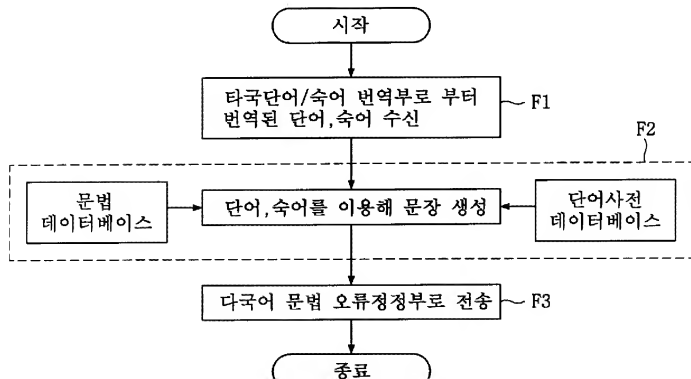 시작
타국단어/숙어 번역부로 부터
번역된 단어,숙어 수신
F1
F2
문법
데이터베이스
단어,숙어를 이용해 문장 생성
단어사전
데이터베이스
다국어 문법 오류정정부로 전송
F3
종료